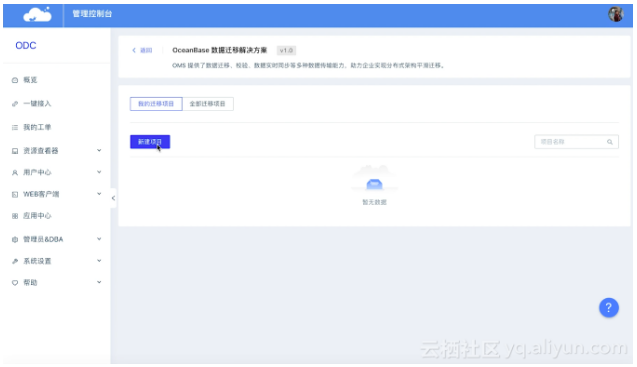 管理控制台
ODC
概览
一键接入
我的工单
资源查看器
用户中心
WEB客户端
应用中心
管理员&DBA
系统设置
帮助
< 返回 OceanBase 数据迁移解决方案 v1.0
OMS 提供了数据迁移、校验、数据实时同步等多种数据传输能力，助力企业实现分布式架构平滑迁移。
我的迁移项目 全部迁移项目
新建项目 项目名称
暂无数据
?
云栖社区 yq.aliyun.com